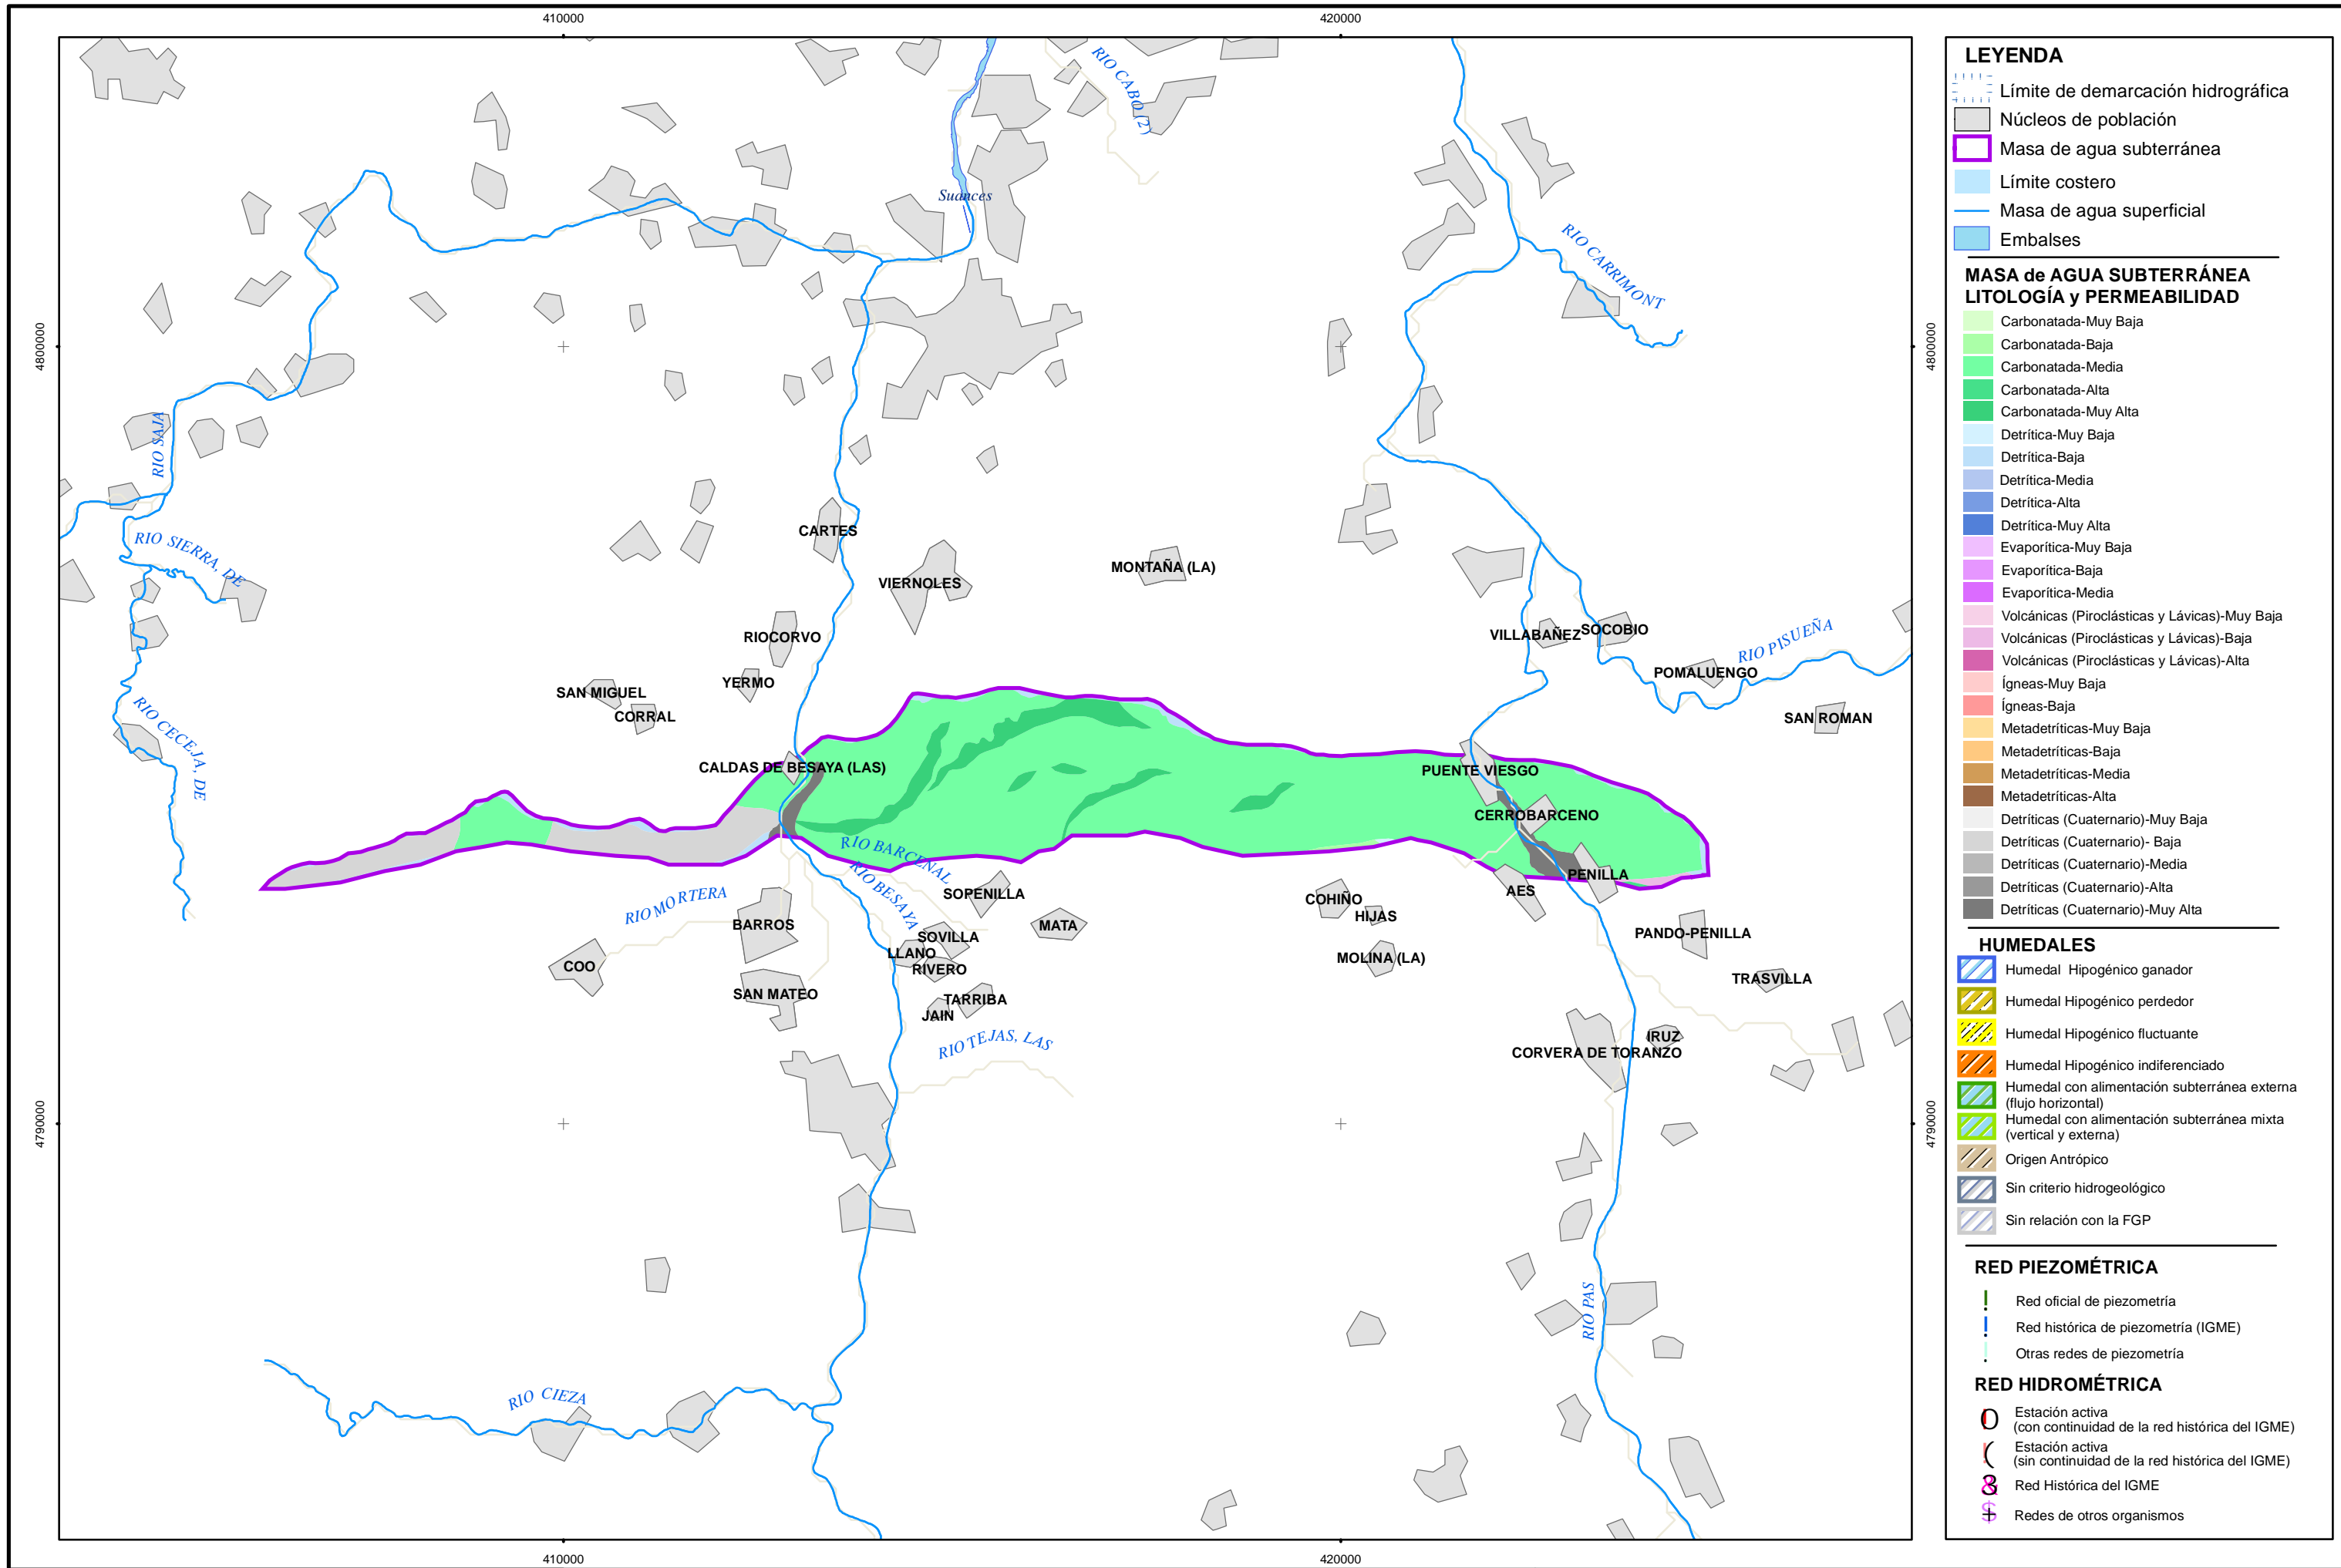 410000
420000
4800000
4800000
4790000
4790000
410000
420000
RIO CABO (2)
Suances
RIO CARRIMONT
RIO SAJA
RIO SIERRA, DE
CARTES
VIERNOLES
MONTAÑA (LA)
RIOCORVO
VILLABAÑEZ
SOCOBIO
RIO PISUEÑA
POMALUENGO
SAN ROMAN
YERMO
SAN MIGUEL
CORRAL
RIO CECEJA, DE
CALDAS DE BESAYA (LAS)
PUENTE VIESGO
CERROBARCENO
RIO BARCENAL
RIO BESAYA
PENILLA
AES
SOPENILLA
RIO MORTERA
BARROS
COHIÑO
HIJAS
MATA
SOVILLA
LLANO
RIVERO
COO
MOLINA (LA)
PANDO-PENILLA
TRASVILLA
SAN MATEO
TARRIBA
JAIN
RIO TEJAS, LAS
IRUZ
CORVERA DE TORANZO
RIO PAS
RIO CIEZA
LEYENDA
Límite de demarcación hidrográfica
Núcleos de población
Masa de agua subterránea
Límite costero
Masa de agua superficial
Embalses
MASA de AGUA SUBTERRÁNEA
LITOLOGÍA y PERMEABILIDAD
Carbonatada-Muy Baja
Carbonatada-Baja
Carbonatada-Media
Carbonatada-Alta
Carbonatada-Muy Alta
Detrítica-Muy Baja
Detrítica-Baja
Detrítica-Media
Detrítica-Alta
Detrítica-Muy Alta
Evaporítica-Muy Baja
Evaporítica-Baja
Evaporítica-Media
Volcánicas (Piroclásticas y Lávicas)-Muy Baja
Volcánicas (Piroclásticas y Lávicas)-Baja
Volcánicas (Piroclásticas y Lávicas)-Alta
Ígneas-Muy Baja
Ígneas-Baja
Metadetríticas-Muy Baja
Metadetríticas-Baja
Metadetríticas-Media
Metadetríticas-Alta
Detríticas (Cuaternario)-Muy Baja
Detríticas (Cuaternario)- Baja
Detríticas (Cuaternario)-Media
Detríticas (Cuaternario)-Alta
Detríticas (Cuaternario)-Muy Alta
HUMEDALES
Humedal Hipogénico ganador
Humedal Hipogénico perdedor
Humedal Hipogénico fluctuante
Humedal Hipogénico indiferenciado
Humedal con alimentación subterránea externa
(flujo horizontal)
Humedal con alimentación subterránea mixta
(vertical y externa)
Origen Antrópico
Sin criterio hidrogeológico
Sin relación con la FGP
RED PIEZOMÉTRICA
! Red oficial de piezometría
! Red histórica de piezometría (IGME)
! Otras redes de piezometría
RED HIDROMÉTRICA
Estación activa
(con continuidad de la red histórica del IGME)
Estación activa
(sin continuidad de la red histórica del IGME)
Red Histórica del IGME
Redes de otros organismos